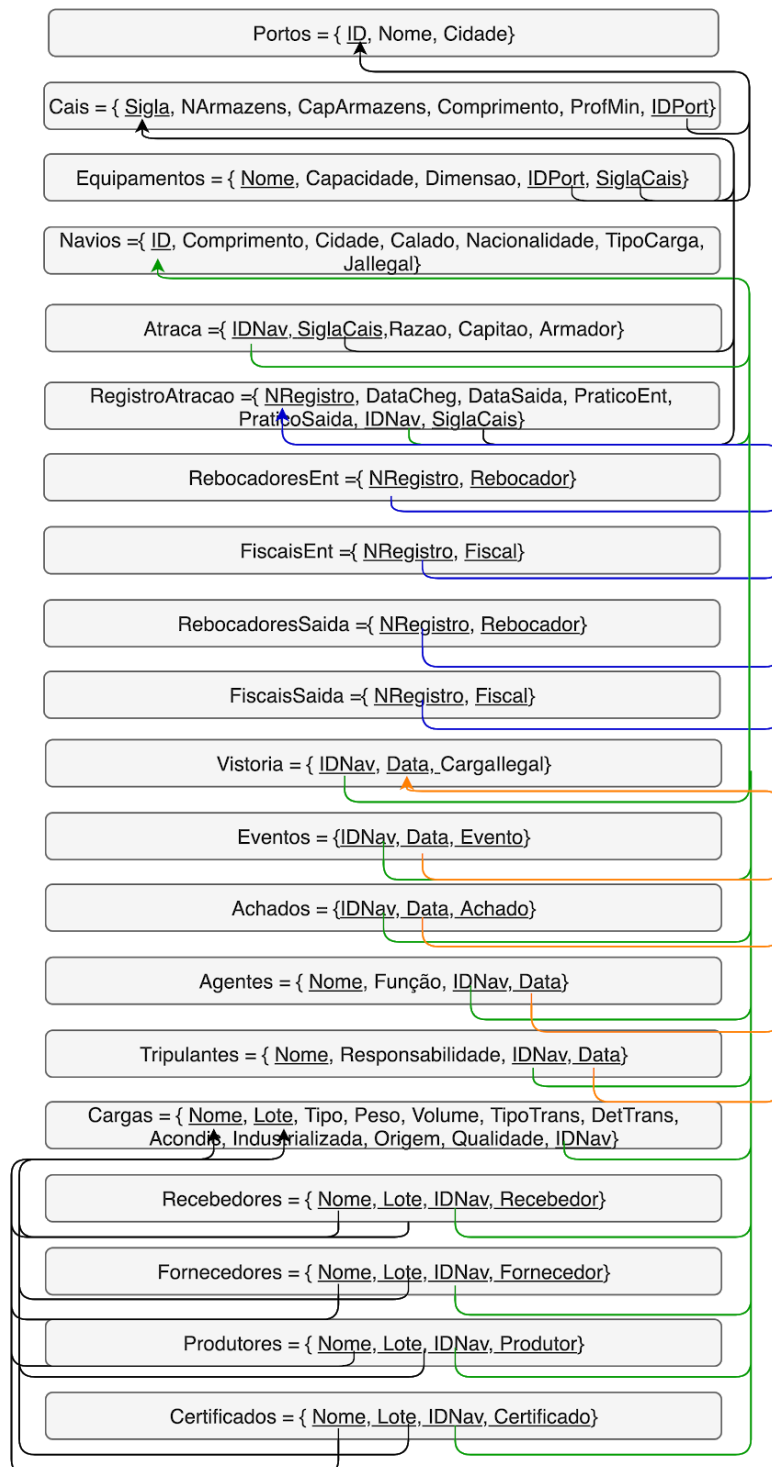 Portos = { ID, Nome, Cidade}
Cais = { Sigla, NArmazens, CapArmazens, Comprimento, ProfMin, IDPort}
Equipamentos = { Nome, Capacidade, Dimensao, IDPort, SiglaCais}
Navios ={ ID, Comprimento, Cidade, Calado, Nacionalidade, TipoCarga,
JaIlegal}
Atraca ={ IDNav, SiglaCais,Razao, Capitao, Armador}
RegistroAtracao ={ NRegistro, DataCheg, DataSaida, PraticoEnt,
PraticoSaida, IDNav, SiglaCais}
RebocadoresEnt ={ NRegistro, Rebocador}
FiscaisEnt ={ NRegistro, Fiscal}
RebocadoresSaida ={ NRegistro, Rebocador}
FiscaisSaida ={ NRegistro, Fiscal}
Vistoria = { IDNav, Data, CargaIlegal}
Eventos = {IDNav, Data, Evento}
Achados = {IDNav, Data, Achado}
Agentes = { Nome, Função, IDNav, Data}
Tripulantes = { Nome, Responsabilidade, IDNav, Data}
Cargas = { Nome, Lote, Tipo, Peso, Volume, TipoTrans, DetTrans,
Acondis, Industrializada, Origem, Qualidade, IDNav}
Recebedores = { Nome, Lote, IDNav, Recebedor}
Fornecedores = { Nome, Lote, IDNav, Fornecedor}
Produtores = { Nome, Lote, IDNav, Produtor}
Certificados = { Nome, Lote, IDNav, Certificado}